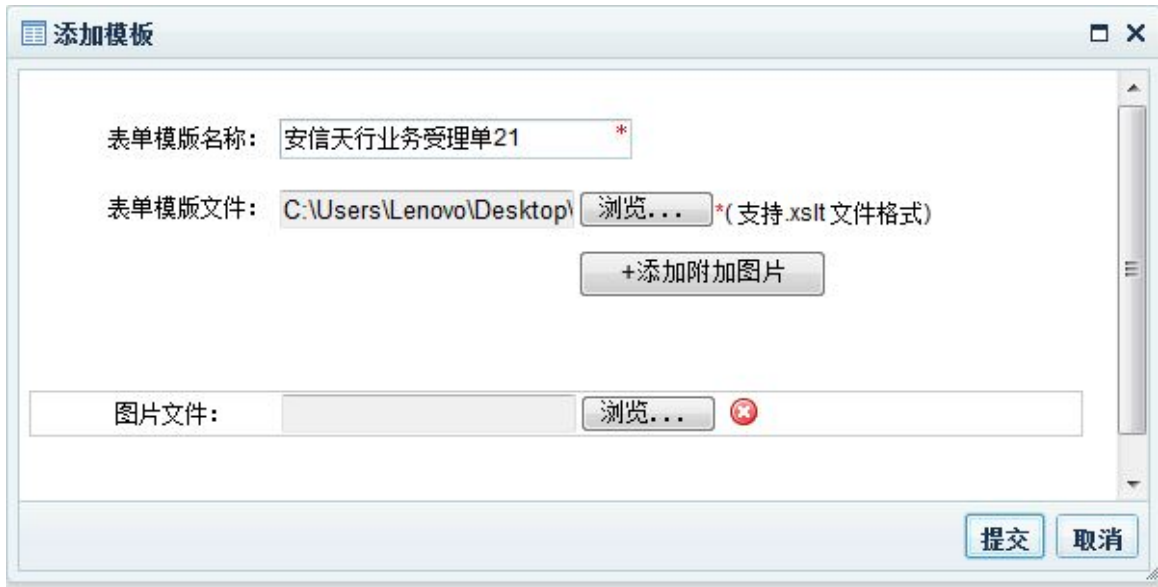 添加模板
表单模版名称： 安信天行业务受理单21 *
表单模版文件： C:\Users\Lenovo\Desktop\ 浏览... *(支持.xslt文件格式)
+添加附加图片
图片文件： 浏览...
提交 取消